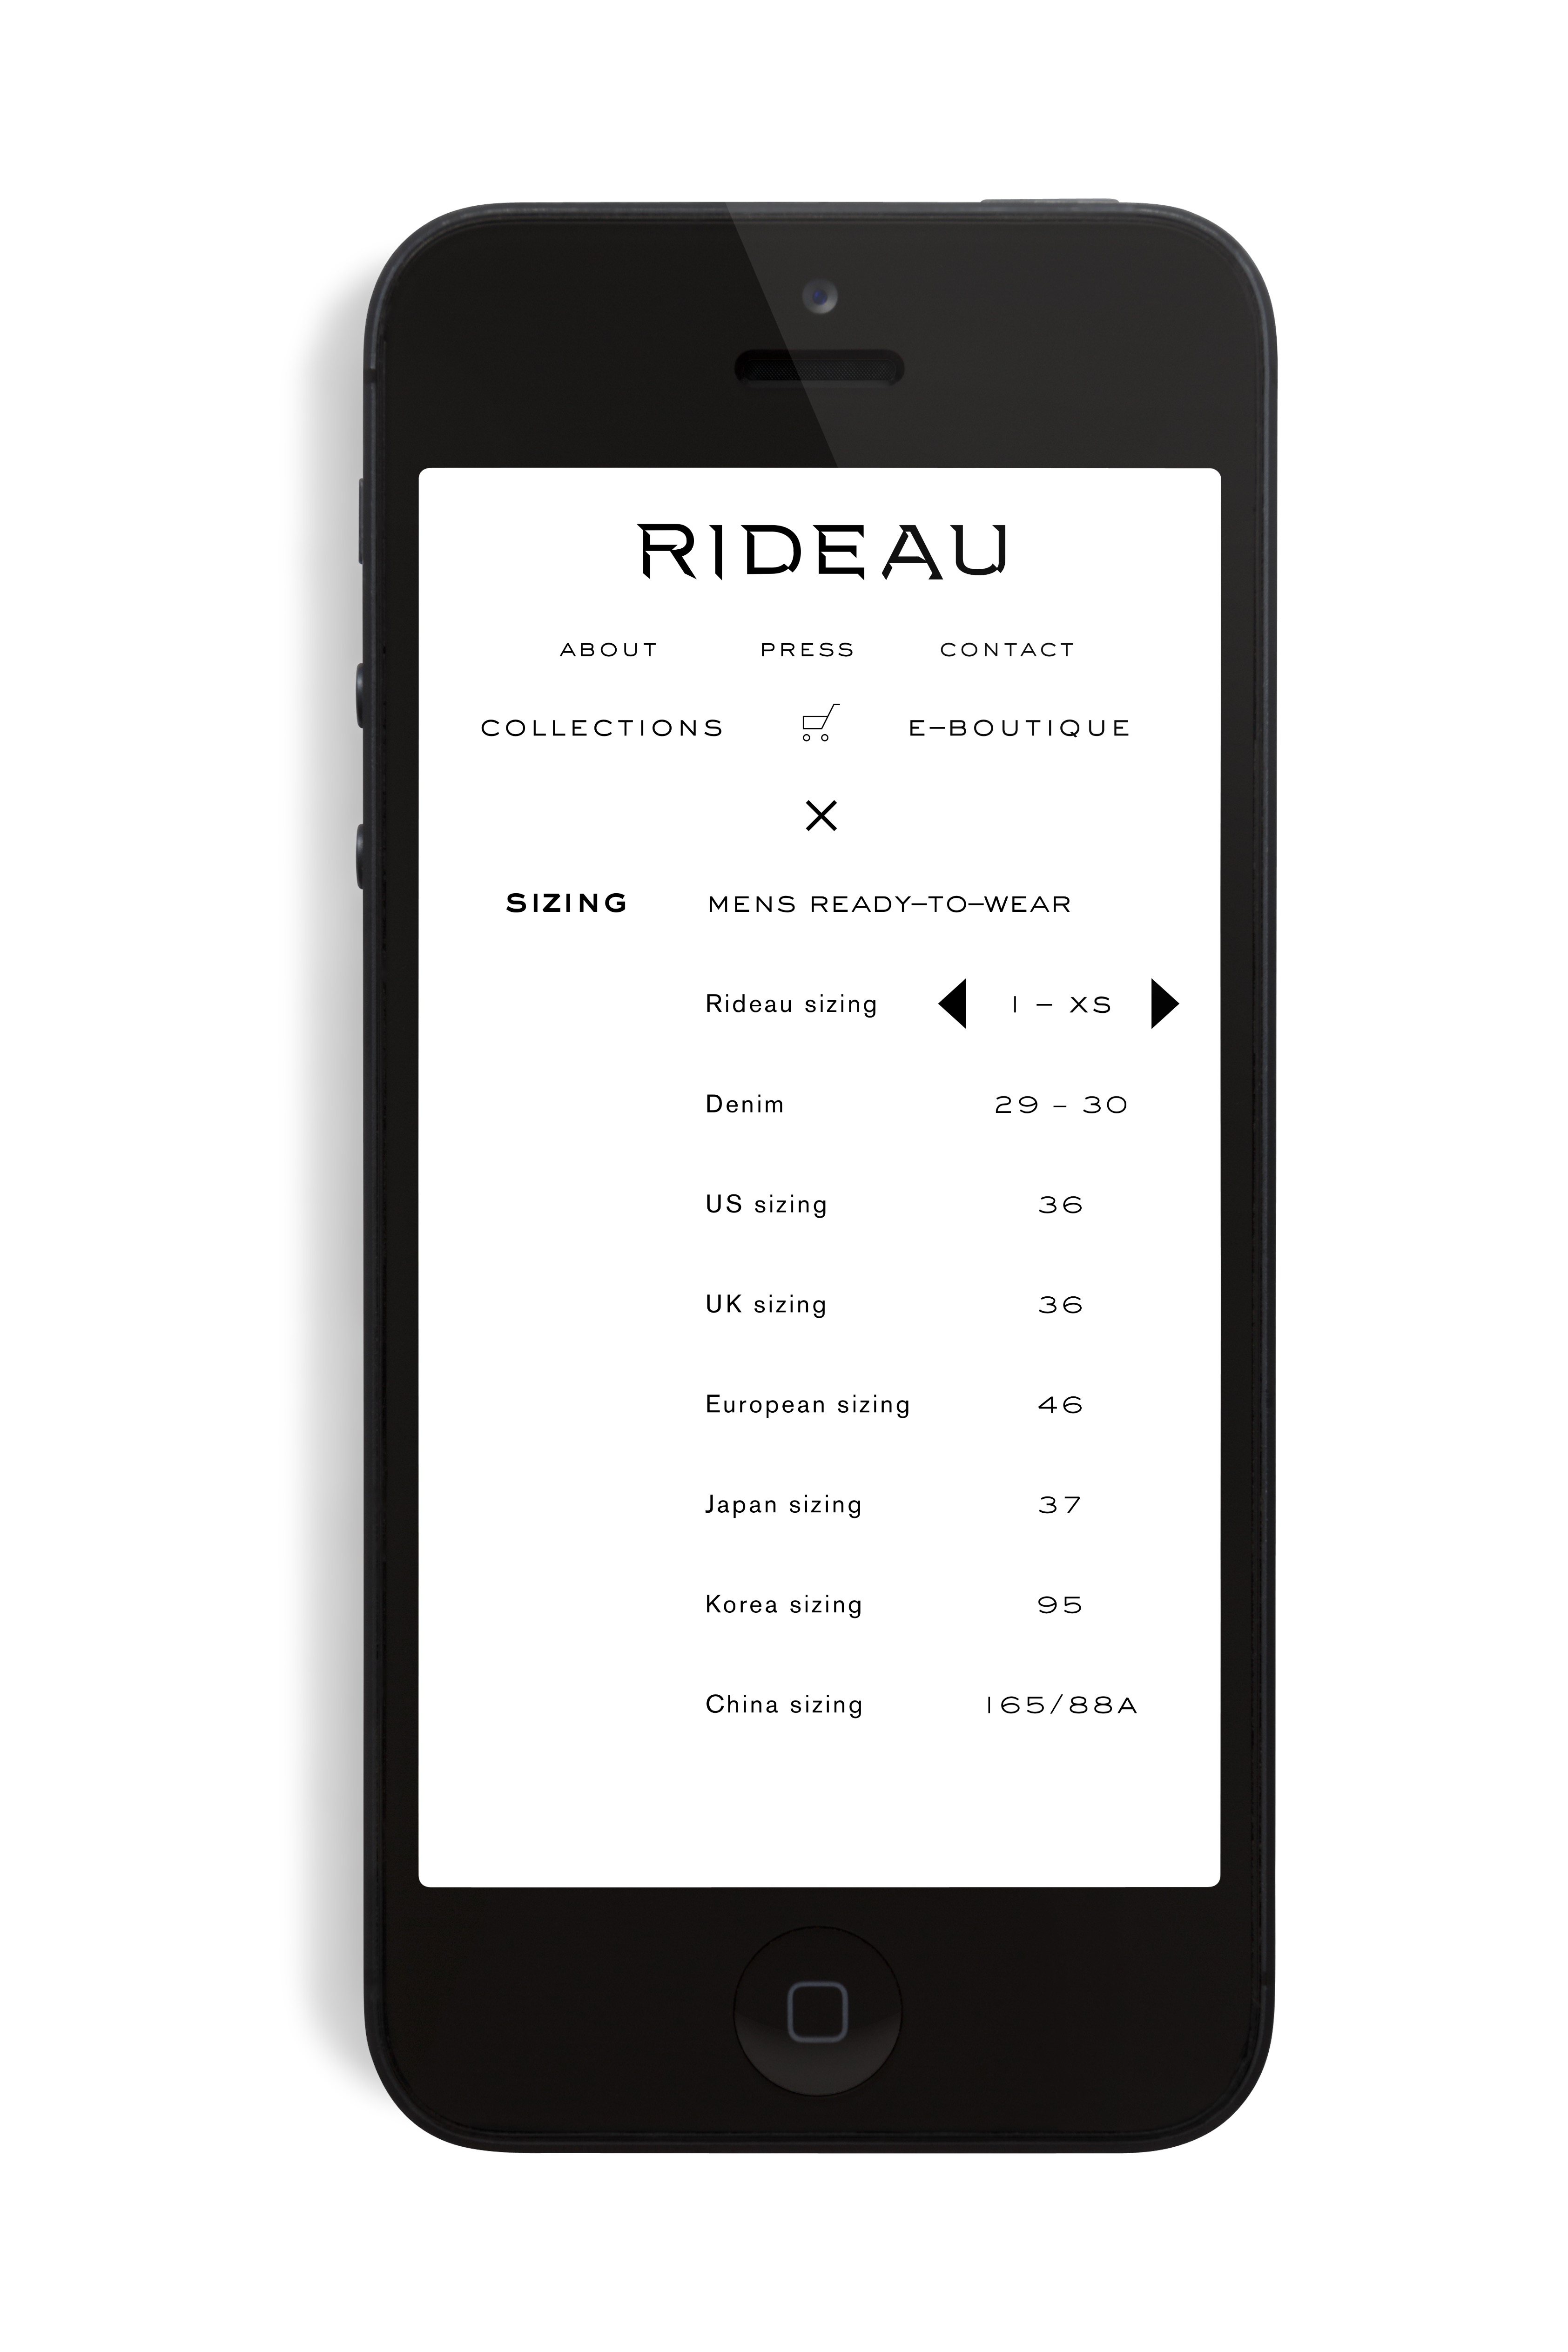 RIDEAU
ABOUT PRESS CONTACT
COLLECTIONS E–BOUTIQUE
SIZING MENS READY–TO–WEAR
Rideau sizing 1 – XS
Denim 29 – 30
US sizing 36
UK sizing 36
European sizing 46
Japan sizing 37
Korea sizing 95
China sizing 165/88A